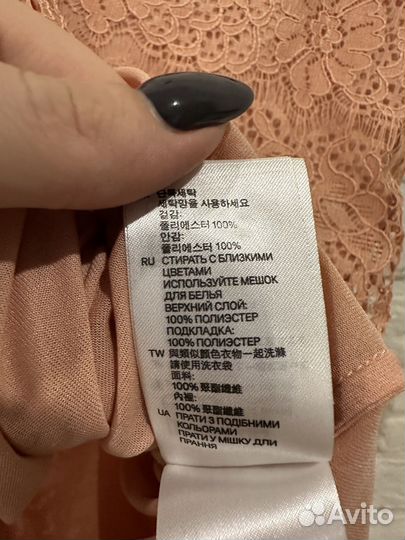 단독세탁
세탁망을 사용하세요
겉감:
폴리에스터 100%
안감:
폴리에스터 100%
RU СТИРАТЬ С БЛИЗКИМИ
ЦВЕТАМИ
ИСПОЛЬЗУЙТЕ МЕШОК
ДЛЯ БЕЛЬЯ
ВЕРХНИЙ СЛОЙ:
100% ПОЛИЭСТЕР
ПОДКЛАДКА:
100% ПОЛИЭСТЕР
TW 與類似顏色衣物一起洗滌
請使用洗衣袋
面料:
100% 聚酯纖維
內裡:
100% 聚酯纖維
UA ПРАТИ З ПОДІБНИМИ
КОЛЬОРАМИ
ПРАТИ У МІШКУ ДЛЯ
ПРАННЯ
Avito